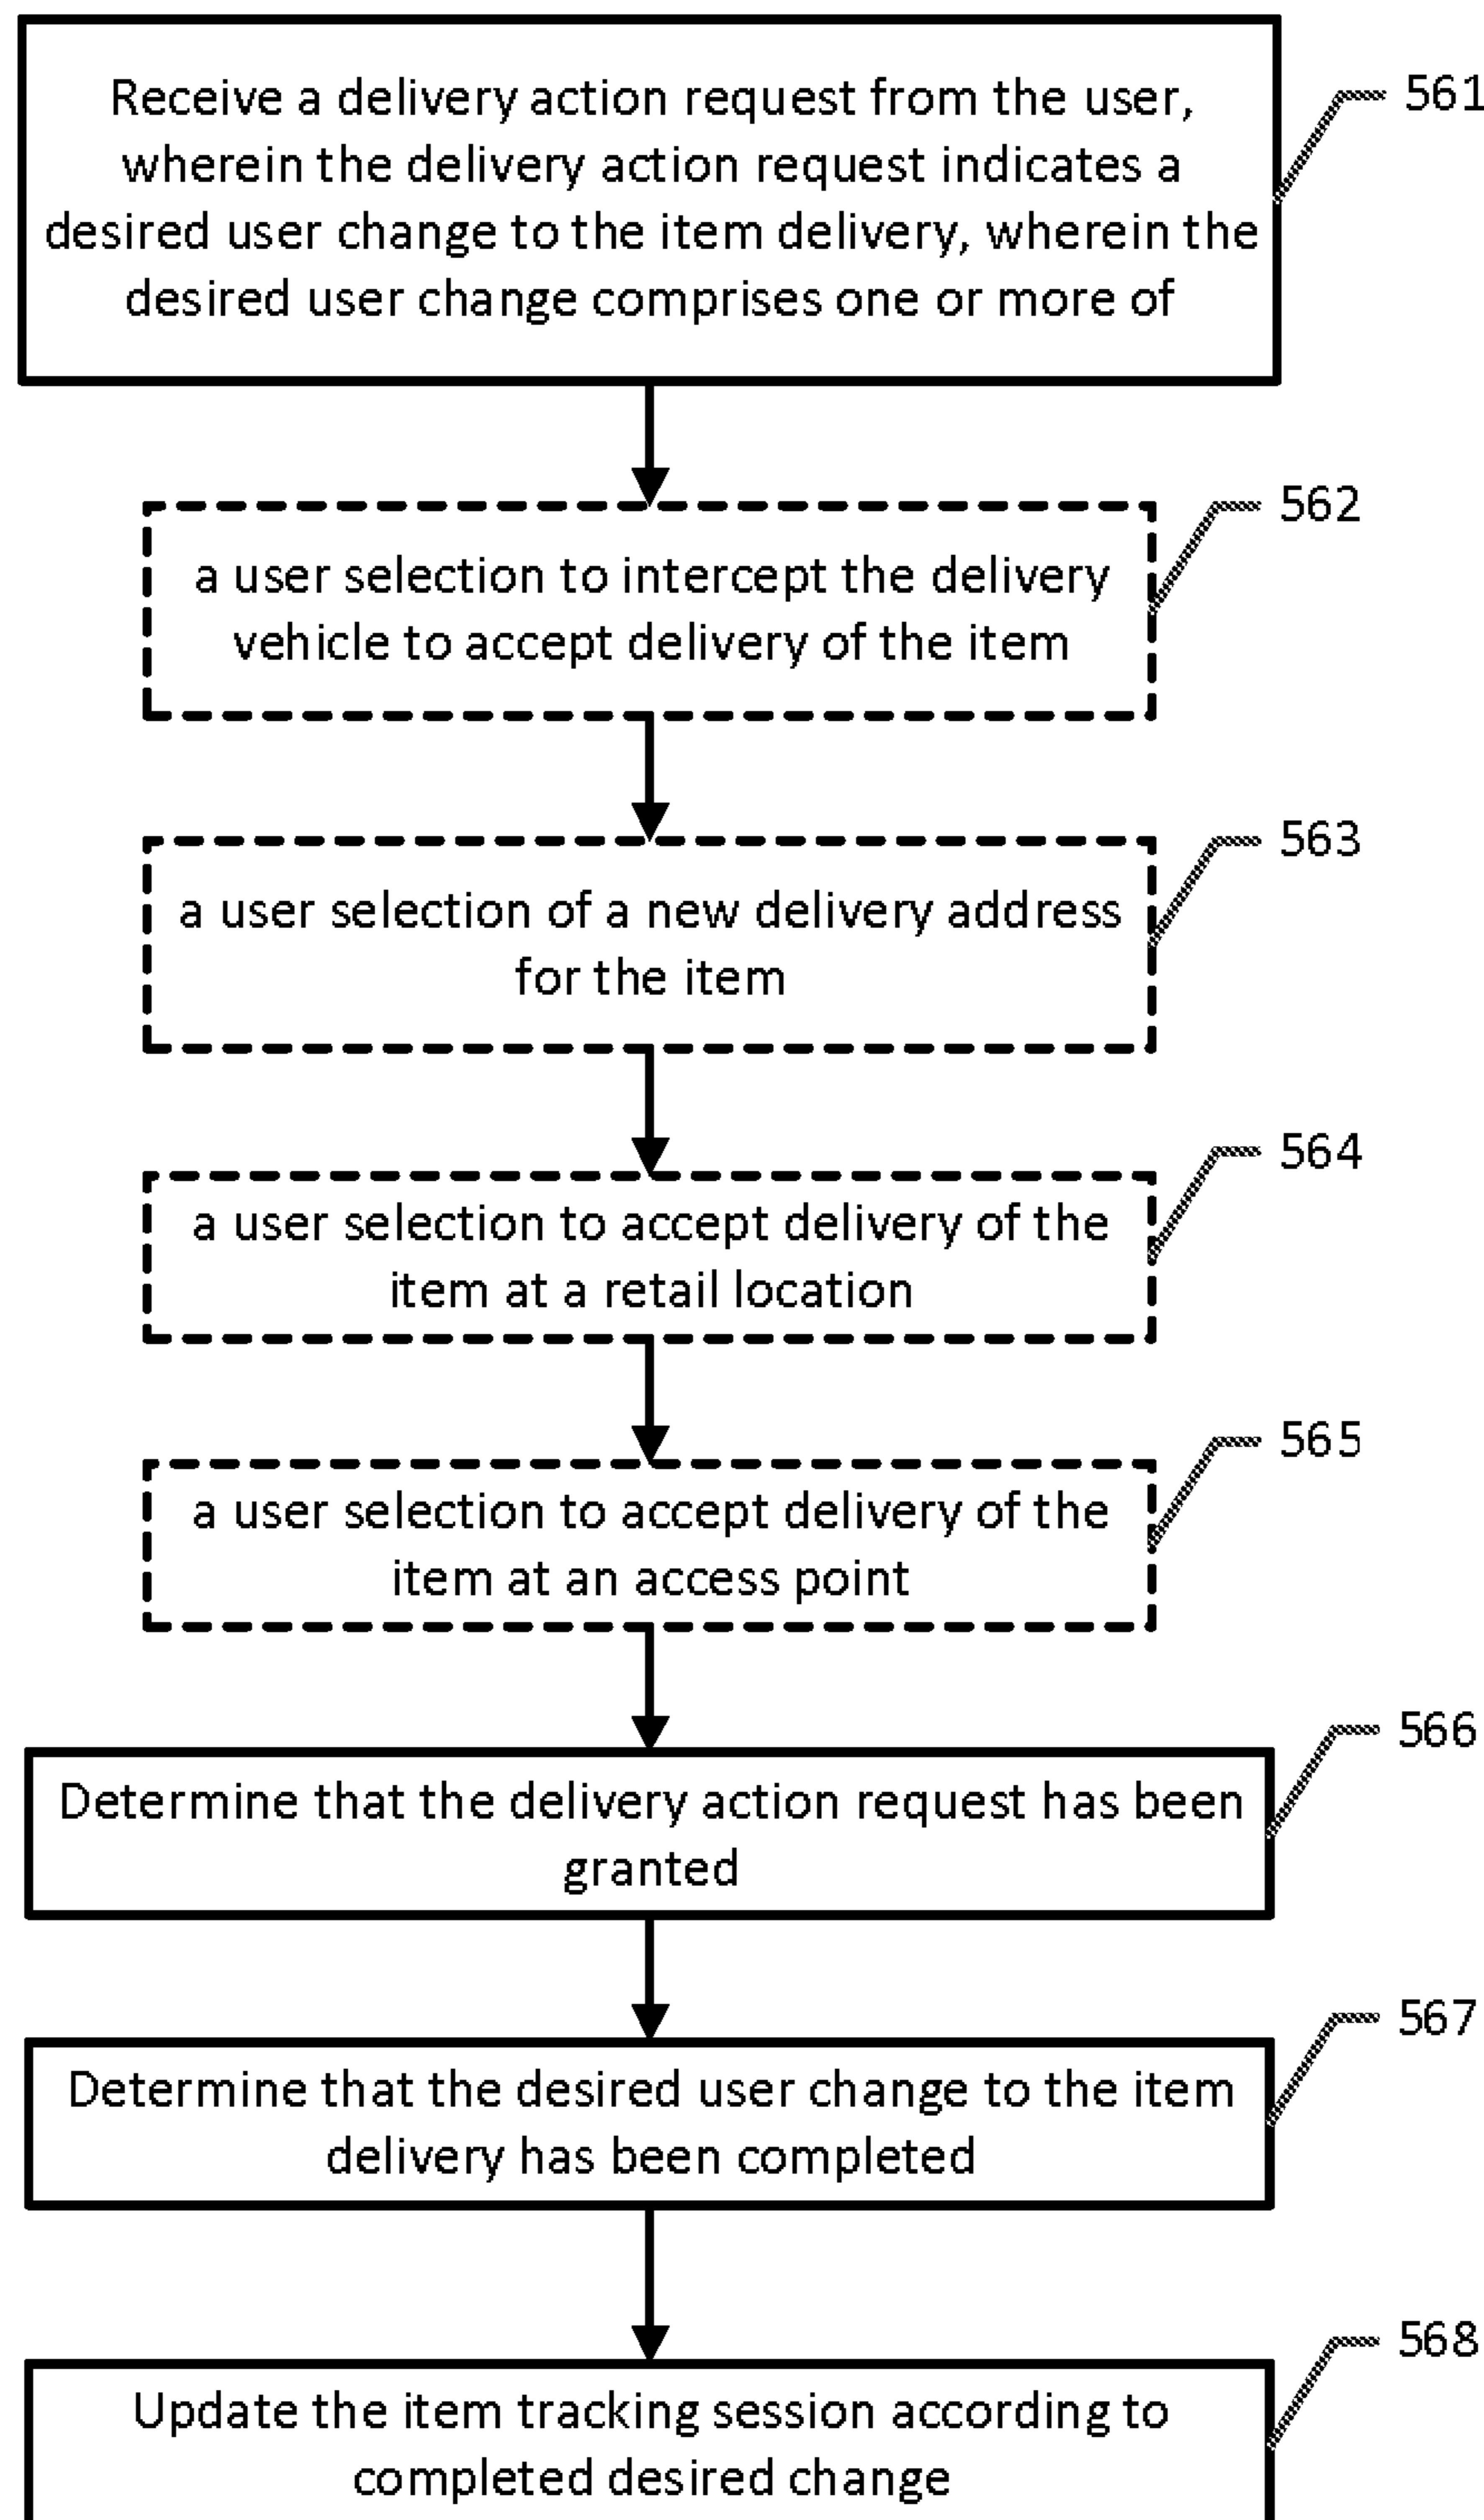 Receive a delivery action request from the user,
wherein the delivery action request indicates a
desired user change to the item delivery, wherein the
desired user change comprises one or more of
561
a user selection to intercept the delivery
vehicle to accept delivery of the item
562
a user selection of a new delivery address
for the item
563
a user selection to accept delivery of the
item at a retail location
564
a user selection to accept delivery of the
item at an access point
565
Determine that the delivery action request has been
granted
566
Determine that the desired user change to the item
delivery has been completed
567
Update the item tracking session according to
completed desired change
568